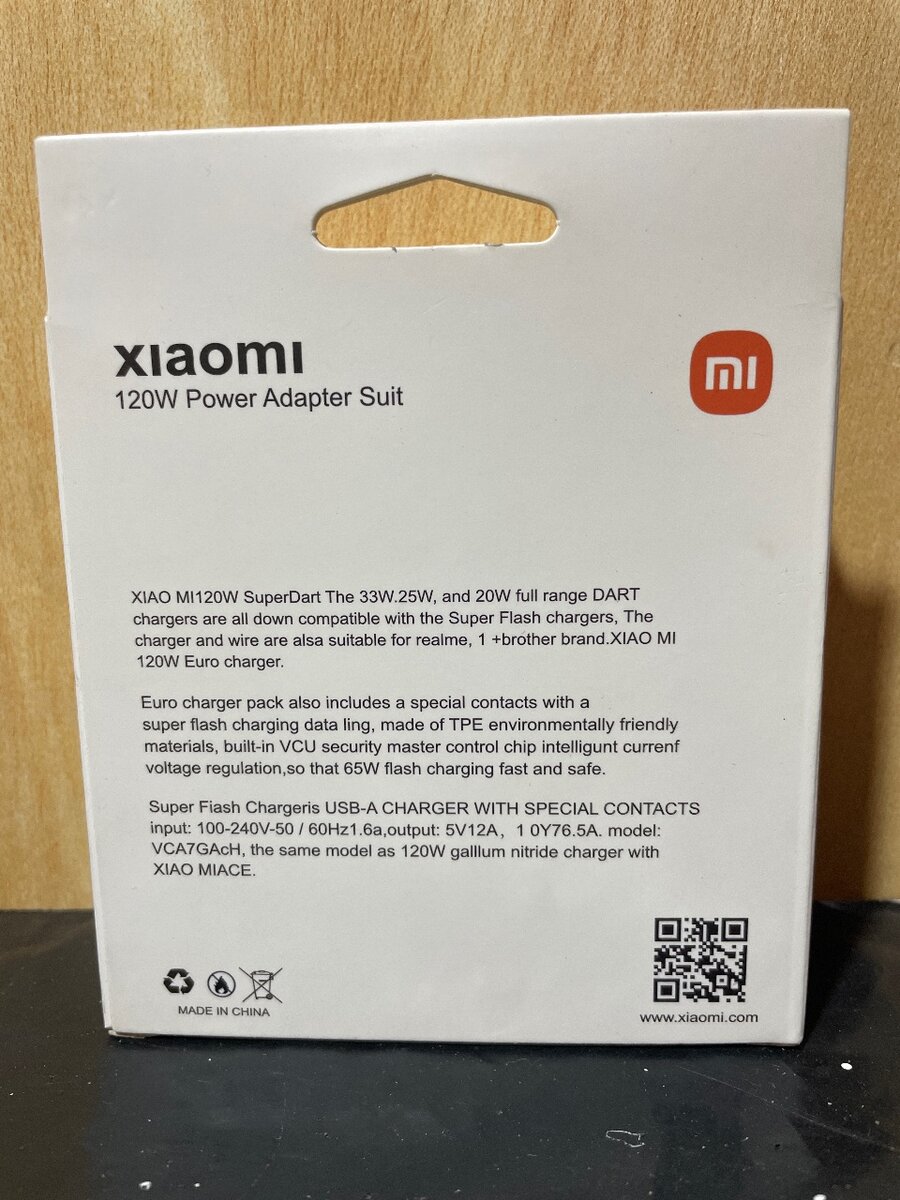 xıaomı
120W Power Adapter Suit
mı
XIAO MI120W SuperDart The 33W.25W, and 20W full range DART
chargers are all down compatible with the Super Flash chargers, The
charger and wire are alsa suitable for realme, 1 +brother brand.XIAO MI
120W Euro charger.
Euro charger pack also includes a special contacts with a
super flash charging data ling, made of TPE environmentally friendly
materials, built-in VCU security master control chip intelligunt currenf
voltage regulation,so that 65W flash charging fast and safe.
Super Fiash Chargeris USB-A CHARGER WITH SPECIAL CONTACTS
input: 100-240V-50 / 60Hz1.6a,output: 5V12A, 1 0Y76.5A. model:
VCA7GAcH, the same model as 120W galllum nitride charger with
XIAO MIACE.
MADE IN CHINA
www.xiaomi.com